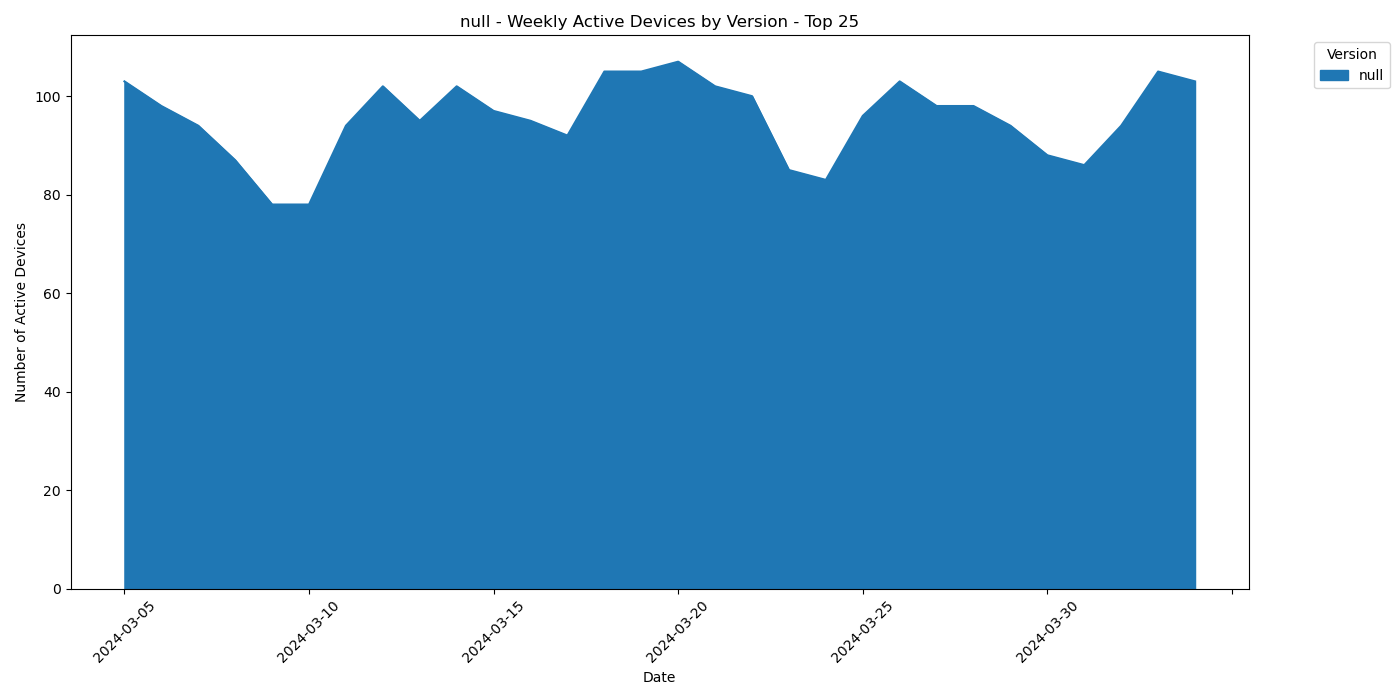 null - Weekly Active Devices by Version - Top 25
Version
null
Number of Active Devices
100
80
60
40
20
0
2024-03-05
2024-03-10
2024-03-15
2024-03-20
2024-03-25
2024-03-30
Date